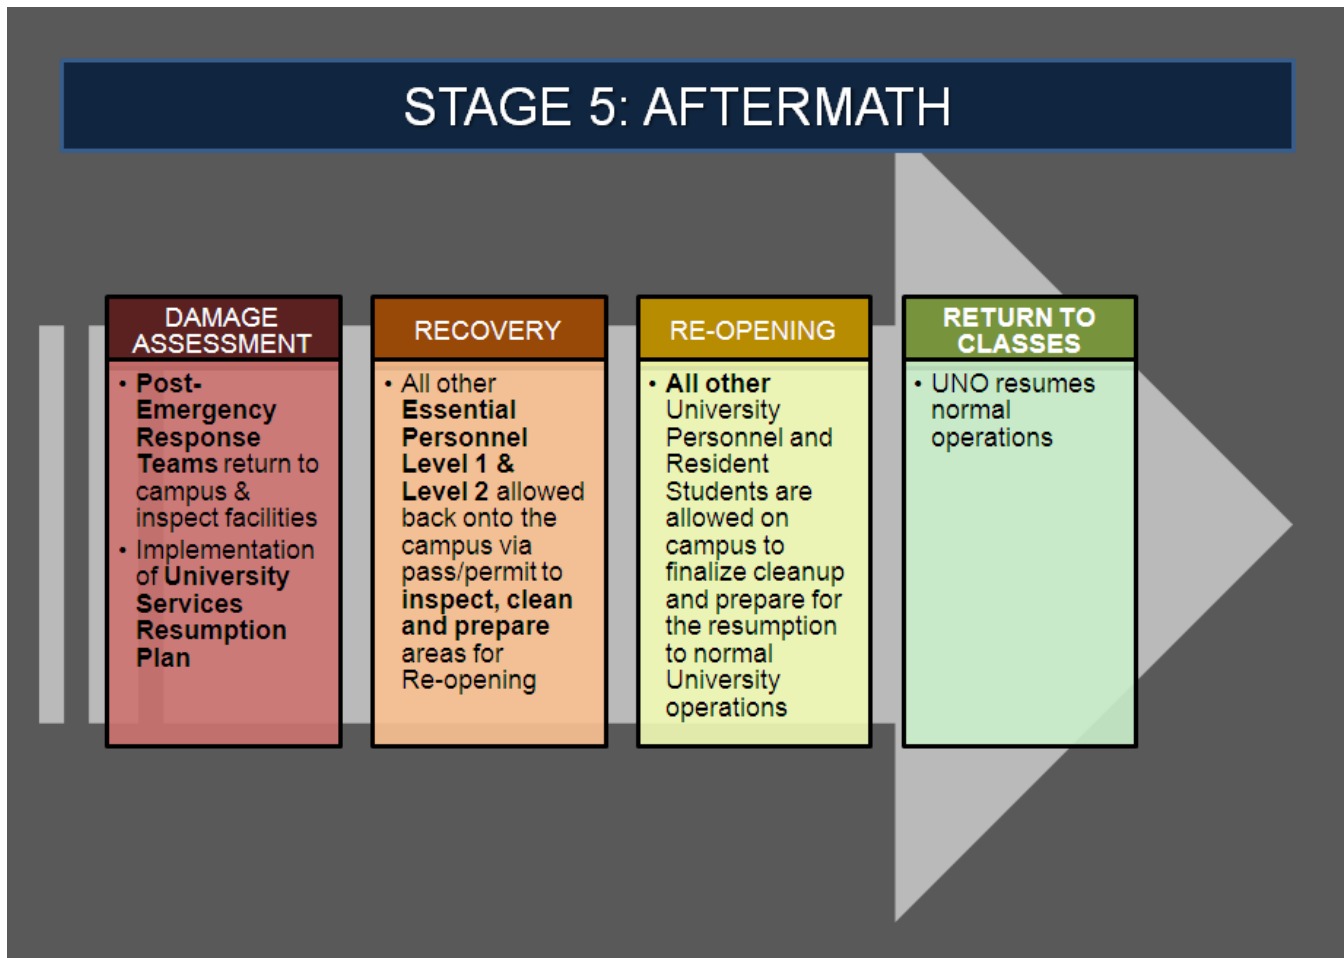 STAGE 5: AFTERMATH
DAMAGE
ASSESSMENT
• Post-
Emergency
Response
Teams return to
campus &
inspect facilities
• Implementation
of University
Services
Resumption
Plan
RECOVERY
• All other
Essential
Personnel
Level 1 &
Level 2 allowed
back onto the
campus via
pass/permit to
inspect, clean
and prepare
areas for
Re-opening
RE-OPENING
• All other
University
Personnel and
Resident
Students are
allowed on
campus to
finalize cleanup
and prepare for
the resumption
to normal
University
operations
RETURN TO
CLASSES
• UNO resumes
normal
operations